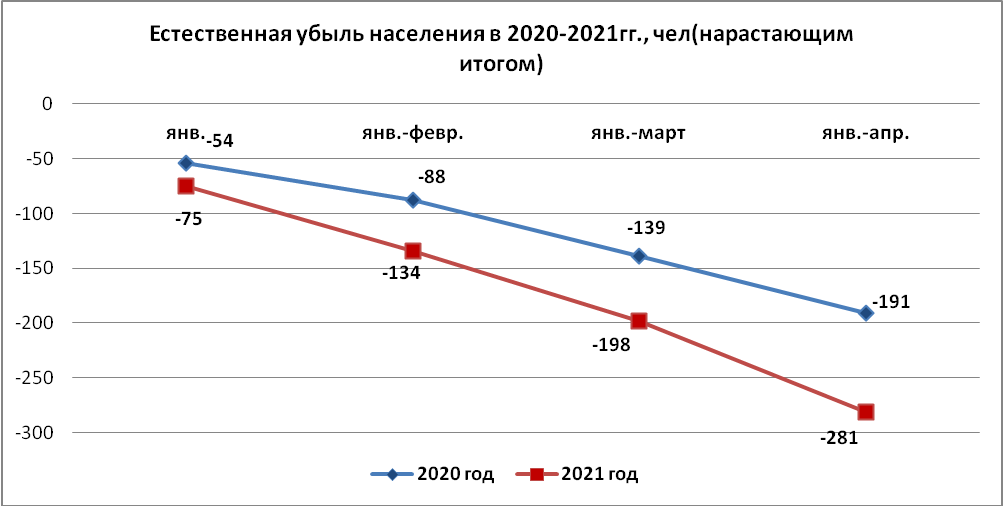 Естественная убыль населения в 2020-2021гг., чел(нарастающим
итогом)
0
янв.
янв.-февр.
янв.-март
янв.-апр.
-54
-50
-88
-100
-75
-139
-150
-134
-191
-200
-198
-250
-281
-300
2020 год
2021 год